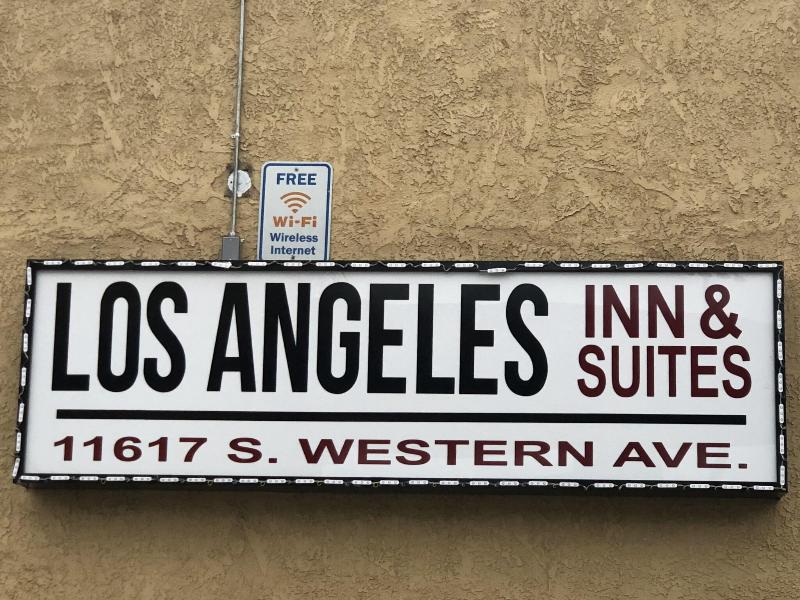 FREE
Wi-Fi
Wireless
Internet
LOS ANGELES
INN &
SUITES
11617 S. WESTERN AVE.